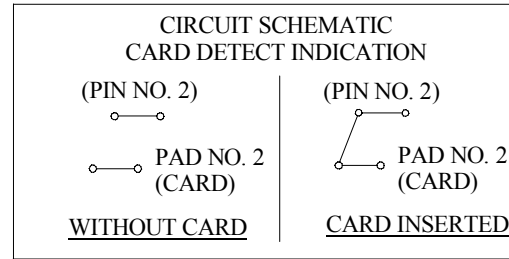 CIRCUIT SCHEMATIC
CARD DETECT INDICATION
(PIN NO. 2)
PAD NO. 2
(CARD)
WITHOUT CARD
(PIN NO. 2)
PAD NO. 2
(CARD)
CARD INSERTED